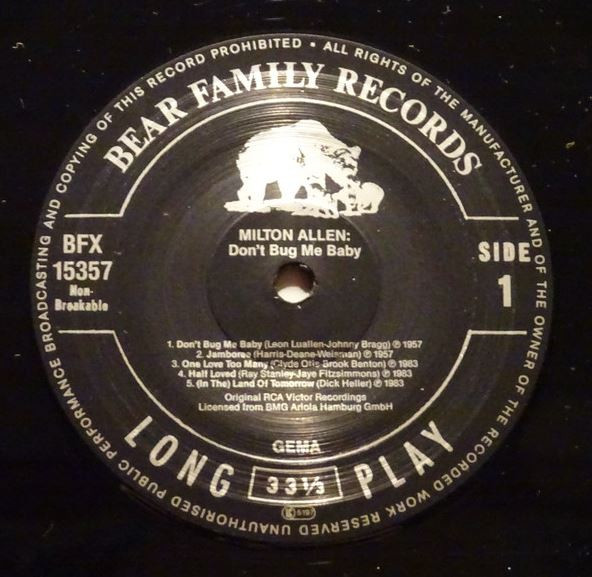 ALL RIGHTS OF THE MANUFACTURER AND OF THE OWNER OF THE RECORDED WORK RESERVED UNAUTHORISED PUBLIC PERFORMANCE BROADCASTING AND COPYING OF THIS RECORD PROHIBITED •
BEAR FAMILY RECORDS
MILTON ALLEN:
Don't Bug Me Baby
BFX
15357
Non-
Breakable
SIDE
1
1. Don't Bug Me Baby (Leon Luallen-Johnny Bragg) ℗ 1957
2. Jamboree (Harris-Deane-Weisman) ℗ 1957
3. One Love Too Many (Clyde Otis-Brook Benton) ℗ 1983
4. Half Loved (Ray Stanley-Jaye Fitzsimmons) ℗ 1983
5. (In The) Land Of Tomorrow (Dick Heller) ℗ 1983
Original RCA Victor Recordings
Licensed from BMG Ariola Hamburg GmbH
GEMA
LONG PLAY
33⅓